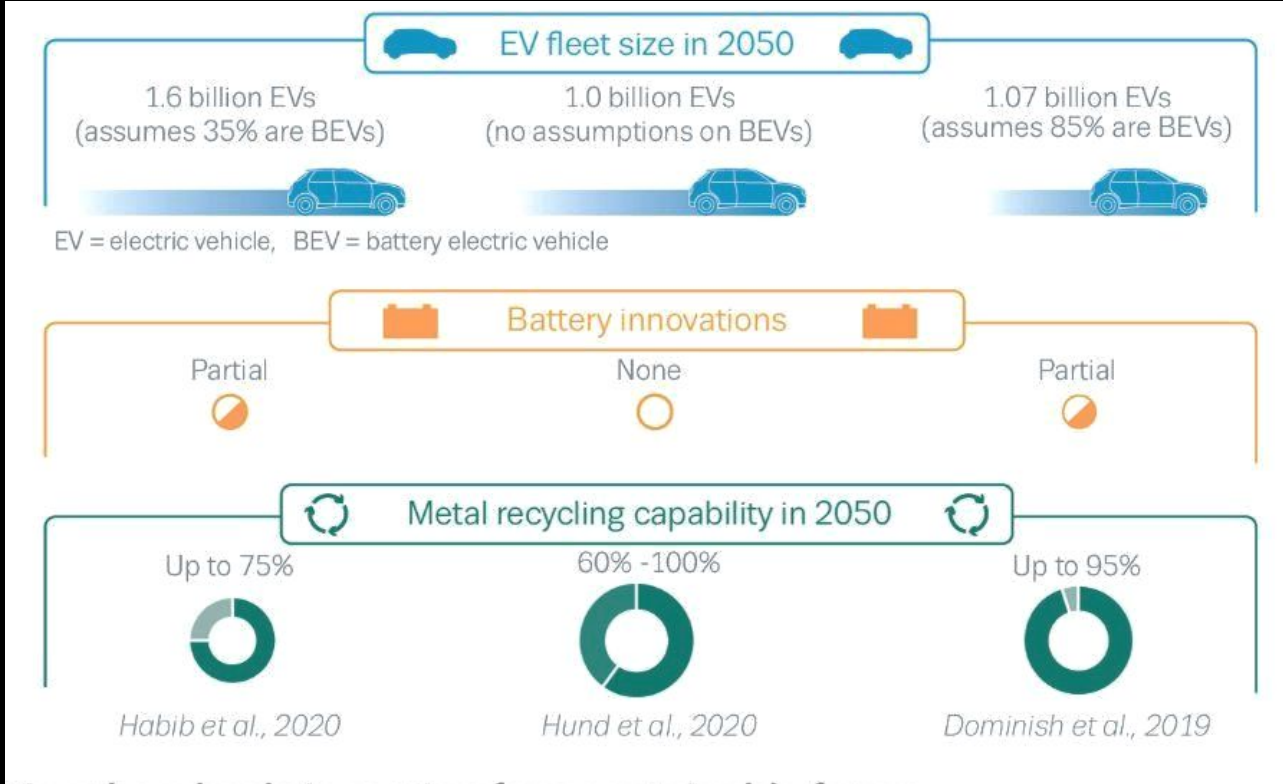 EV fleet size in 2050
1.6 billion EVs
(assumes 35% are BEVs)
1.0 billion EVs
(no assumptions on BEVs)
1.07 billion EVs
(assumes 85% are BEVs)
EV = electric vehicle, BEV = battery electric vehicle
Battery innovations
Partial
None
Partial
Metal recycling capability in 2050
Up to 75%
60% -100%
Up to 95%
Habib et al., 2020
Hund et al., 2020
Dominish et al., 2019